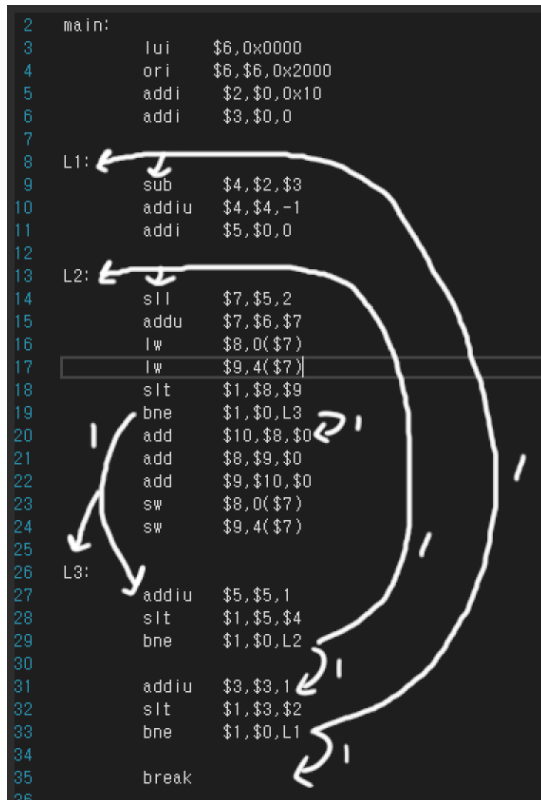 2 main:
3 lui $6,0x0000
4 ori $6,$6,0x2000
5 addi $2,$0,0x10
6 addi $3,$0,0
7
8 L1:
9 sub $4,$2,$3
10 addiu $4,$4,-1
11 addi $5,$0,0
12
13 L2:
14 sll $7,$5,2
15 addu $7,$6,$7
16 lw $8,0($7)
17 lw $9,4($7)
18 slt $1,$8,$9
19 bne $1,$0,L3
20 add $10,$8,$0 1
21 add $8,$9,$0
1
22 add $9,$10,$0
1
23 sw $8,0($7)
24 sw $9,4($7)
1
25
26 L3:
27 addiu $5,$5,1
28 slt $1,$5,$4
29 bne $1,$0,L2
30
1
31 addiu $3,$3,1
32 slt $1,$3,$2
33 bne $1,$0,L1
34
1
35 break
36